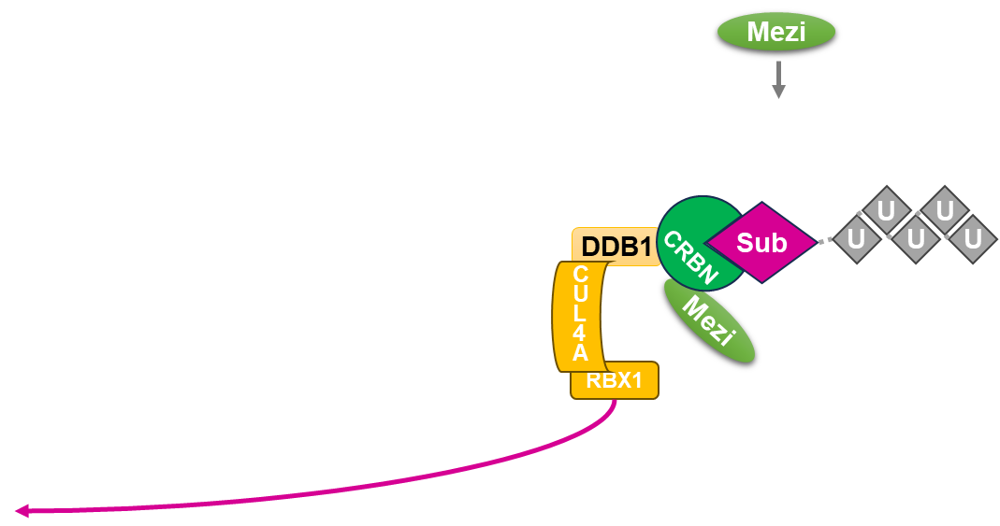 Mezi
U U
U U U
DDB1
CRBN
Sub
CUL4A
Mezi
RBX1